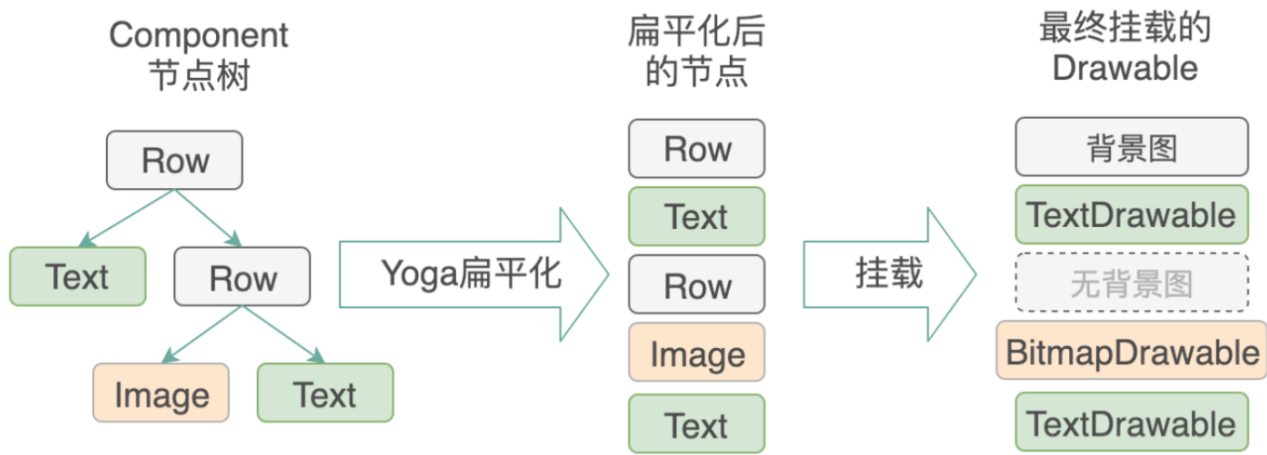 Component
节点树
Row
Text
Row
Image
Text
Yoga扁平化
扁平化后
的节点
Row
Text
Row
Image
Text
挂载
最终挂载的
Drawable
背景图
TextDrawable
无背景图
BitmapDrawable
TextDrawable